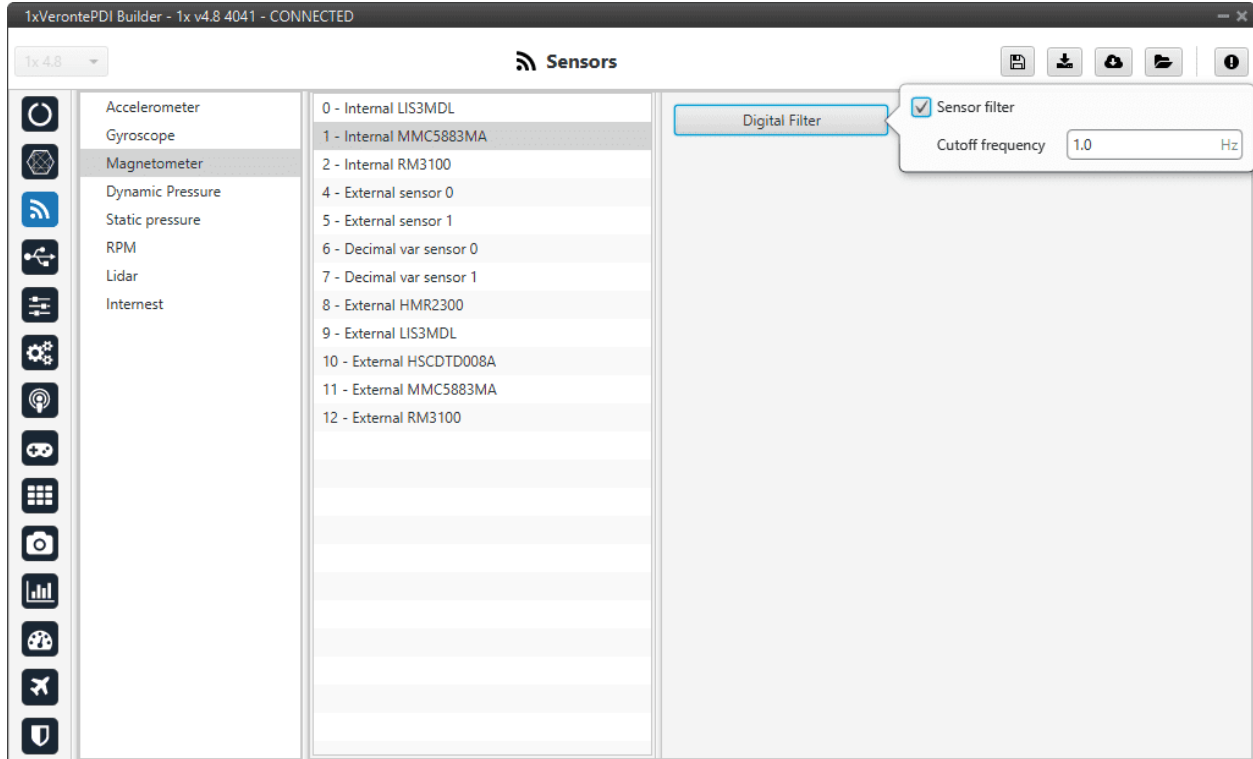 1xVerontePDI Builder - 1x v4.8 4041 - CONNECTED
1x 4.8
Sensors
Accelerometer
Gyroscope
Magnetometer
Dynamic Pressure
Static pressure
RPM
Lidar
Internest
0 - Internal LIS3MDL
1 - Internal MMC5883MA
2 - Internal RM3100
4 - External sensor 0
5 - External sensor 1
6 - Decimal var sensor 0
7 - Decimal var sensor 1
8 - External HMR2300
9 - External LIS3MDL
10 - External HSCDTD008A
11 - External MMC5883MA
12 - External RM3100
Digital Filter
Sensor filter
Cutoff frequency 1.0 Hz